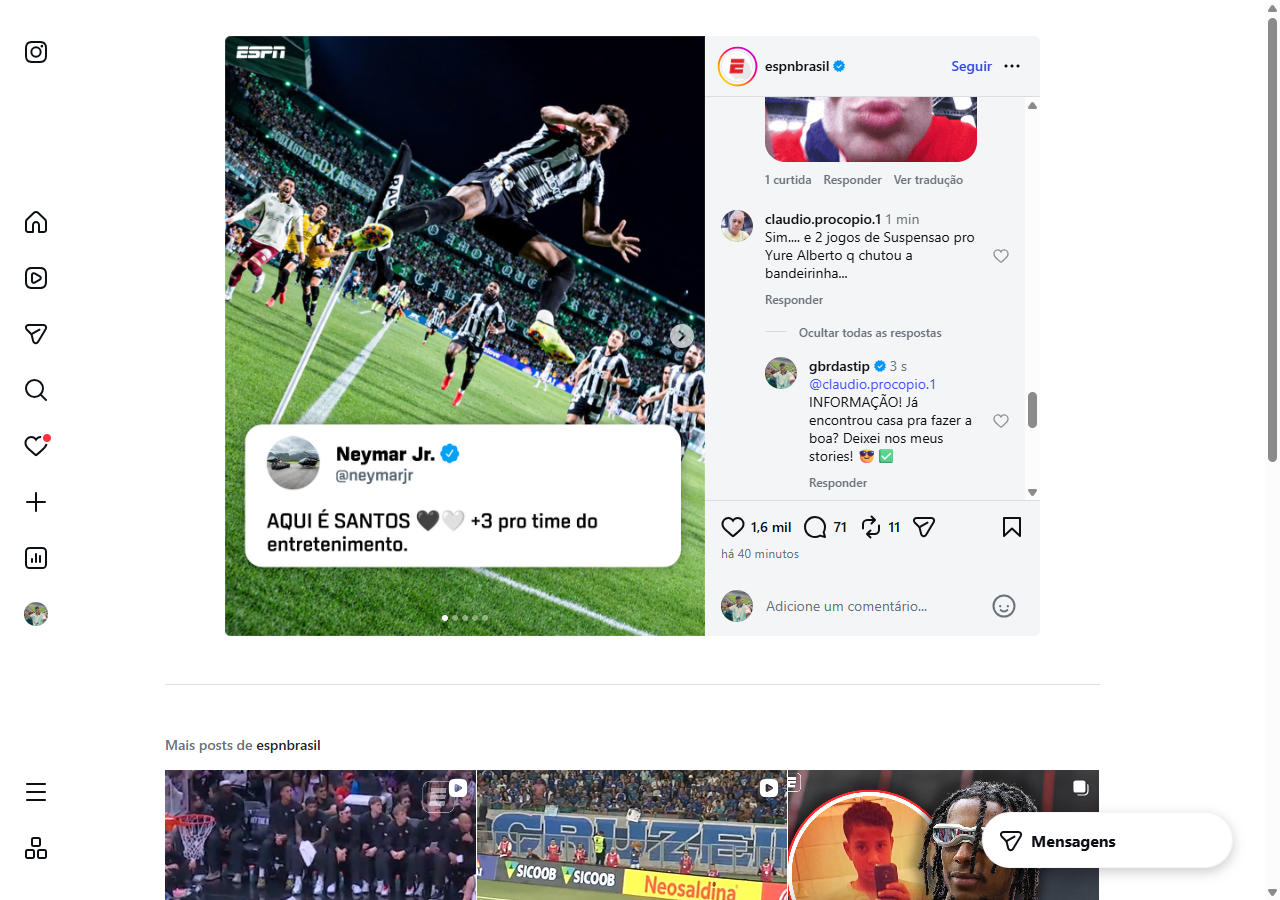 ESPN
Neymar Jr.
@neymarjr
AQUI É SANTOS 🖤🤍 +3 pro time do
entretenimento.
espnbrasil
Seguir
1 curtida Responder Ver tradução
claudio.procopio.1 1 min
Sim.... e 2 jogos de Suspensao pro
Yure Alberto q chutou a
bandeirinha...
Responder
Ocultar todas as respostas
gbrdastip 3 s
@claudio.procopio.1
INFORMAÇÃO! Já
encontrou casa pra fazer a
boa? Deixei nos meus
stories! 😎 ✅
Responder
1,6 mil 71 11
há 40 minutos
Adicione um comentário...
Mais posts de espnbrasil
CRUZEI
SICOOB SICOOB
Neosaldina
Mensagens